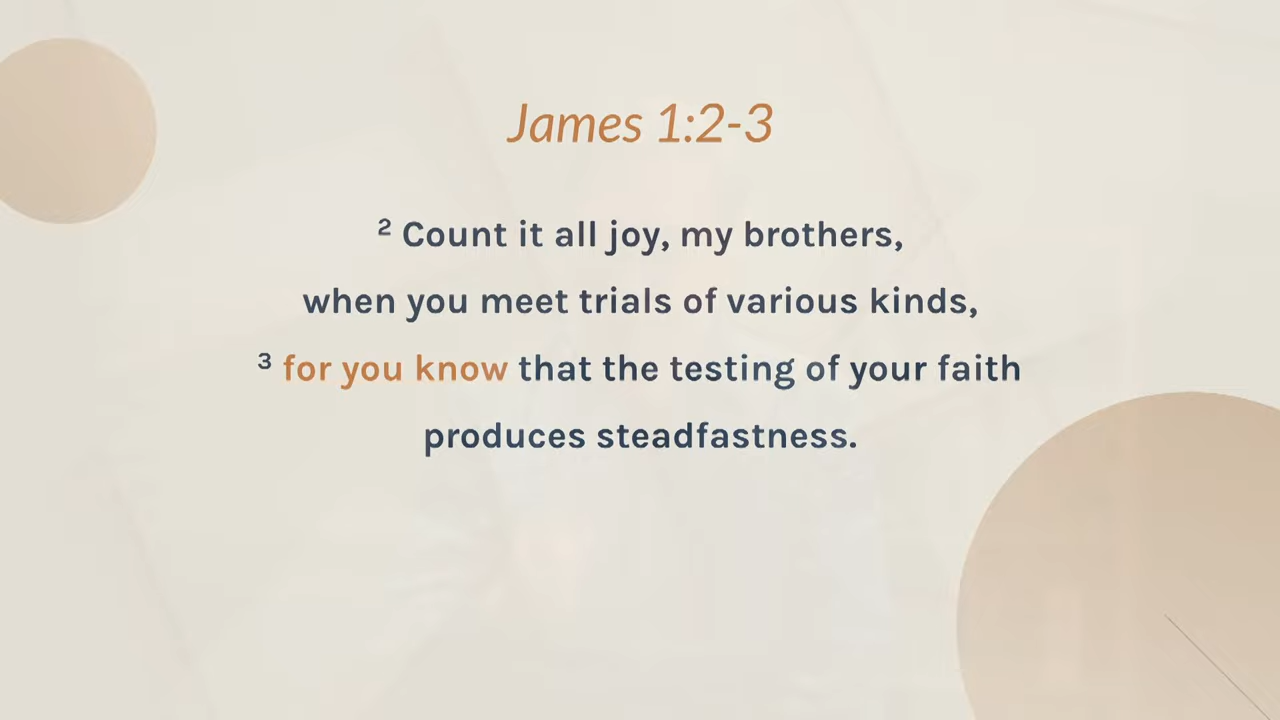 James 1:2-3
² Count it all joy, my brothers,
when you meet trials of various kinds,
³ for you know that the testing of your faith
produces steadfastness.